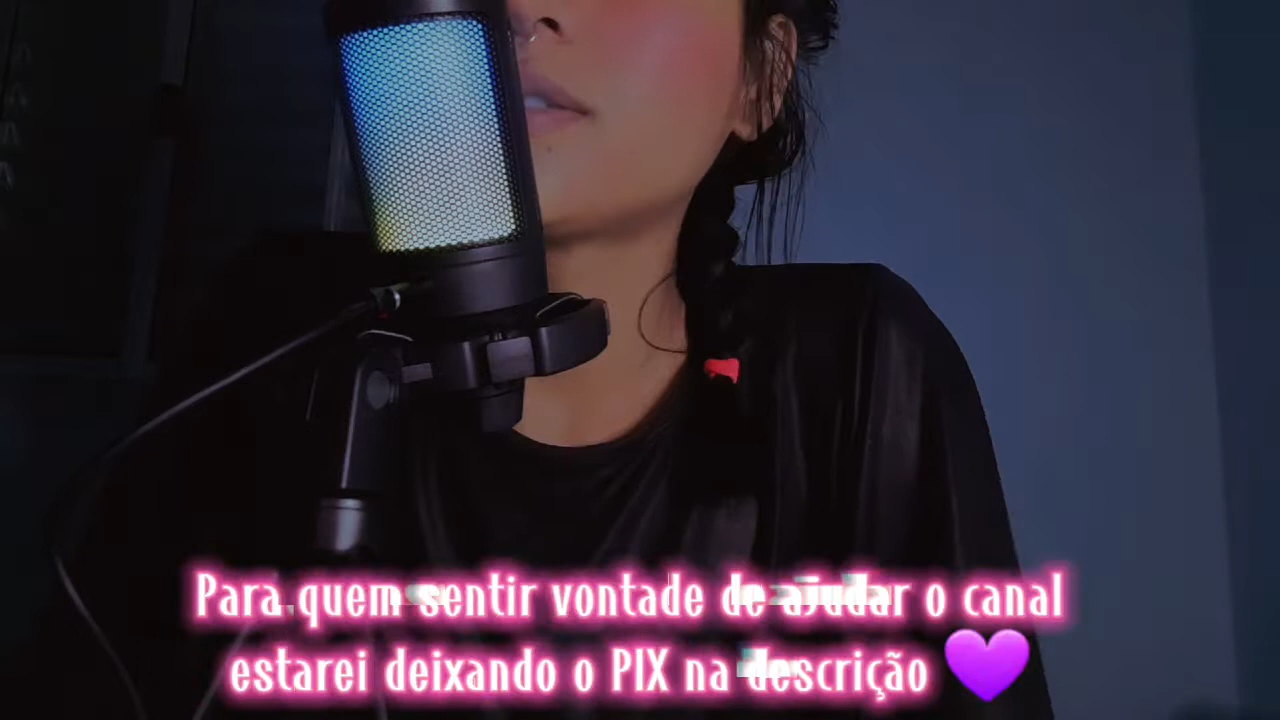 Para quem sentir vontade de ajudar o canal
estarei deixando o PIX na descrição 💜